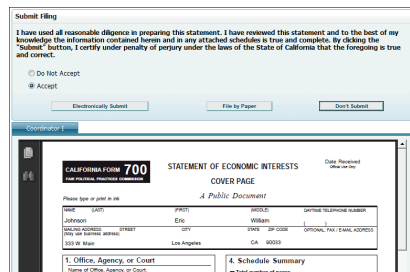 Submit Filing
I have used all reasonable diligence in preparing this statement. I have reviewed this statement and to the best of my
knowledge the information contained herein and in any attached schedules is true and complete. By clicking the
"Submit" button, I certify under penalty of perjury under the laws of the State of California that the foregoing is true
and correct.
Do Not Accept
Accept
Electronically Submit File by Paper Don't Submit
Coordinator I
CALIFORNIA FORM 700
FAIR POLITICAL PRACTICES COMMISSION
STATEMENT OF ECONOMIC INTERESTS
COVER PAGE
Date Received
Official Use Only
Please type or print in ink
A Public Document
NAME (LAST) (FIRST) (MIDDLE) DAYTIME TELEPHONE NUMBER
Johnson Eric William ( )
MAILING ADDRESS STREET CITY STATE ZIP CODE OPTIONAL: FAX / E-MAIL ADDRESS
(May use business address)
333 W Main Los Angeles CA 90033
1. Office, Agency, or Court
Name of Office, Agency, or Court:
4. Schedule Summary